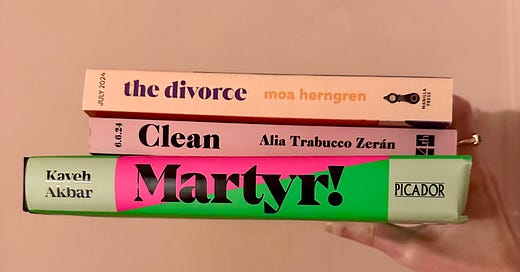 JULY 2024 the divorce moa herngren MANILLA PRESS
6.6.24 Clean Alia Trabucco Zerán 4th
Kaveh Akbar Martyr! PICADOR